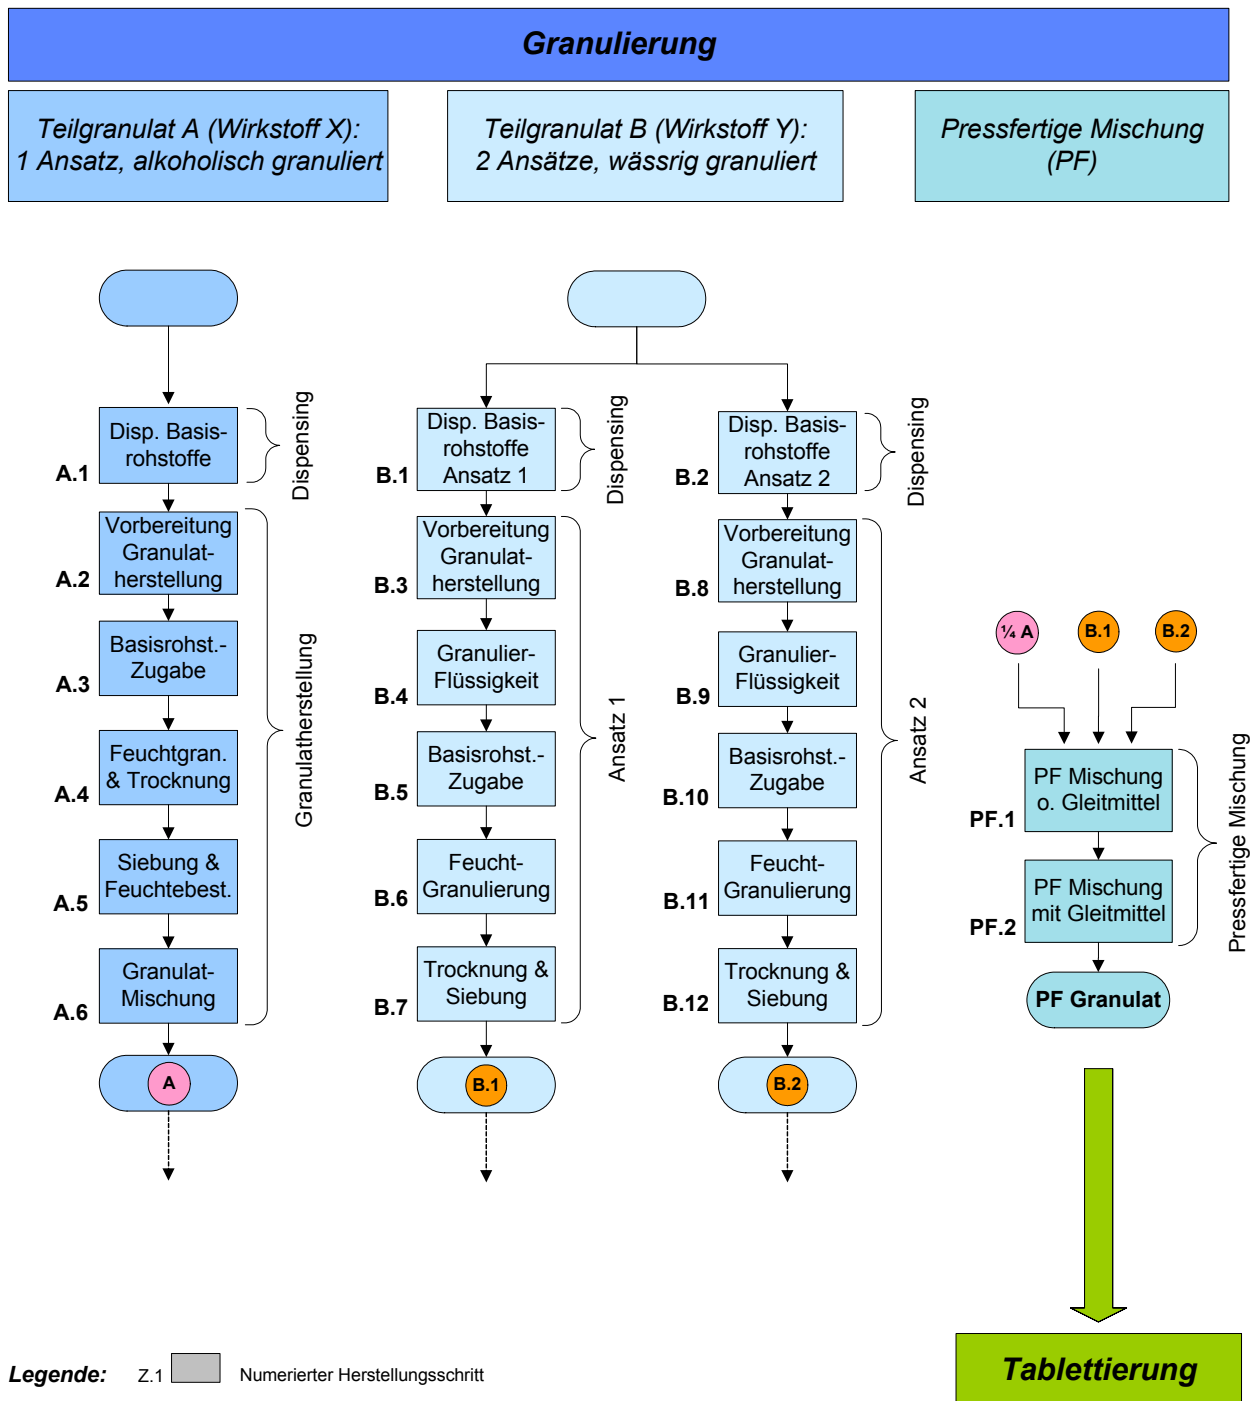 Granulierung
Teilgranulat A (Wirkstoff X):
1 Ansatz, alkoholisch granuliert
Teilgranulat B (Wirkstoff Y):
2 Ansätze, wässrig granuliert
Pressfertige Mischung
(PF)
Disp. Basis-
rohstoffe
A.1
Dispensing
Vorbereitung
Granulat-
herstellung
A.2
Basisrohst.-
Zugabe
A.3
Feuchtgran.
& Trocknung
A.4
Siebung &
Feuchtebest.
A.5
Granulat-
Mischung
A.6
Granulatherstellung
A
Disp. Basis-
rohstoffe
Ansatz 1
B.1
Dispensing
Vorbereitung
Granulat-
herstellung
B.3
Granulier-
Flüssigkeit
B.4
Basisrohst.-
Zugabe
B.5
Feucht-
Granulierung
B.6
Trocknung &
Siebung
B.7
Ansatz 1
B.1
Disp. Basis-
rohstoffe
Ansatz 2
B.2
Dispensing
Vorbereitung
Granulat-
herstellung
B.8
Granulier-
Flüssigkeit
B.9
Basisrohst.-
Zugabe
B.10
Feucht-
Granulierung
B.11
Trocknung &
Siebung
B.12
Ansatz 2
B.2
¼ A
B.1
B.2
PF Mischung
o. Gleitmittel
PF.1
PF Mischung
mit Gleitmittel
PF.2
Pressfertige Mischung
PF Granulat
Tablettierung
Legende: Z.1 Numerierter Herstellungsschritt